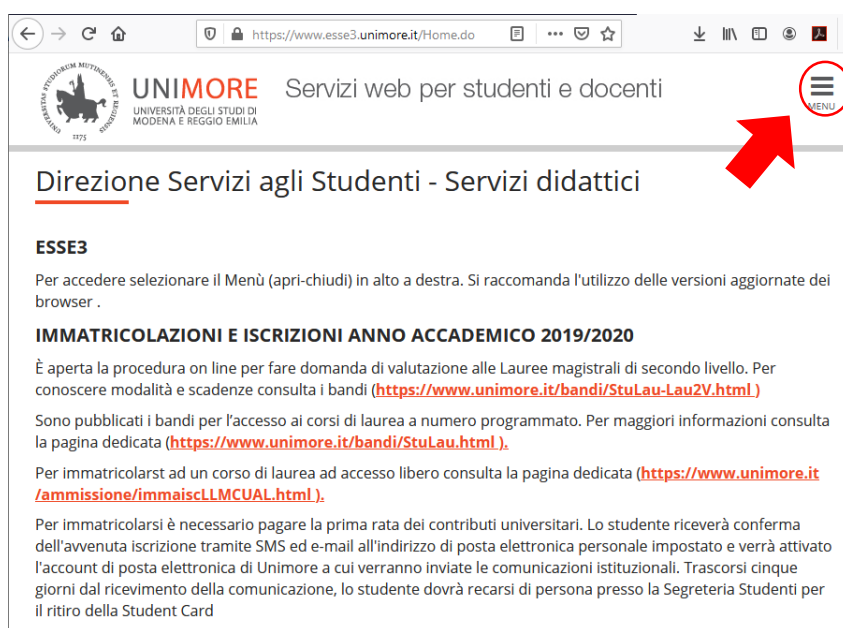 https://www.esse3.unimore.it/Home.do
UNIMORE
UNIVERSITÀ DEGLI STUDI DI
MODENA E REGGIO EMILIA
1175
Servizi web per studenti e docenti
MENU
Direzione Servizi agli Studenti - Servizi didattici
ESSE3
Per accedere selezionare il Menù (apri-chiudi) in alto a destra. Si raccomanda l'utilizzo delle versioni aggiornate dei
browser .
IMMATRICOLAZIONI E ISCRIZIONI ANNO ACCADEMICO 2019/2020
È aperta la procedura on line per fare domanda di valutazione alle Lauree magistrali di secondo livello. Per
conoscere modalità e scadenze consulta i bandi (https://www.unimore.it/bandi/StuLau-Lau2V.html )
Sono pubblicati i bandi per l’accesso ai corsi di laurea a numero programmato. Per maggiori informazioni consulta
la pagina dedicata (https://www.unimore.it/bandi/StuLau.html ).
Per immatricolarst ad un corso di laurea ad accesso libero consulta la pagina dedicata (https://www.unimore.it
/ammissione/immaiscLLMCUAL.html ).
Per immatricolarsi è necessario pagare la prima rata dei contributi universitari. Lo studente riceverà conferma
dell'avvenuta iscrizione tramite SMS ed e-mail all'indirizzo di posta elettronica personale impostato e verrà attivato
l'account di posta elettronica di Unimore a cui verranno inviate le comunicazioni istituzionali. Trascorsi cinque
giorni dal ricevimento della comunicazione, lo studente dovrà recarsi di persona presso la Segreteria Studenti per
il ritiro della Student Card